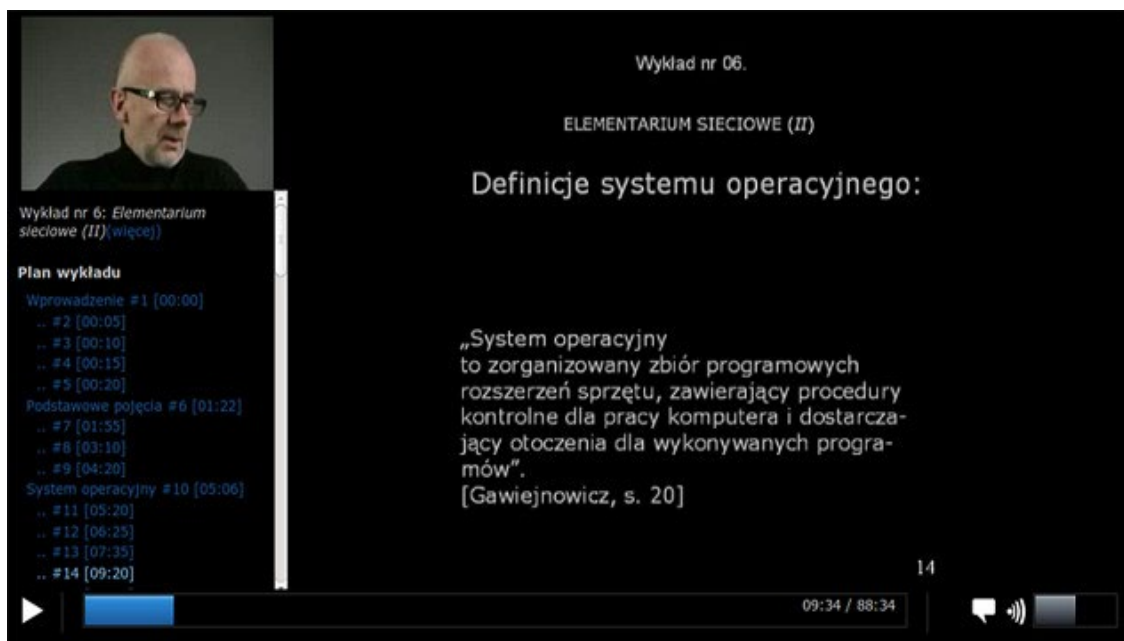 Wykład nr 6: Elementarium
sieciowe (II)(więcej))
Plan wykładu
Wprowadzenie #1 [00:00]
.. #2 [00:05]
.. #3 [00:10]
.. #4 [00:15]
.. #5 [00:20]
Podstawowe pojęcia #6 [01:22]
.. #7 [01:55]
.. #8 [03:10]
.. #9 [04:20]
System operacyjny #10 [05:06]
.. #11 [05:20]
.. #12 [06:25]
.. #13 [07:35]
.. #14 [09:20]
Wykład nr 06.
ELEMENTARIUM SIECIOWE (II)
Definicje systemu operacyjnego:
„System operacyjny
to zorganizowany zbiór programowych
rozszerzeń sprzętu, zawierający procedury
kontrolne dla pracy komputera i dostarcza-
jący otoczenia dla wykonywanych progra-
mów”.
[Gawiejnowicz, s. 20]
14
09:34 / 88:34